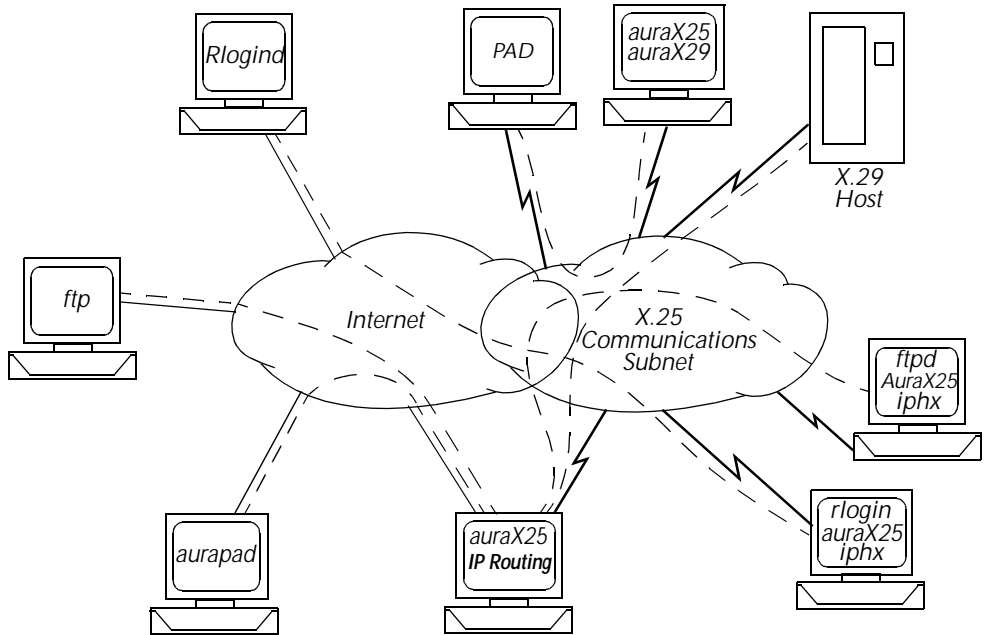 Rlogind
PAD
auraX25
auraX29
X.29
Host
ftp
Internet
X.25
Communications
Subnet
ftpd
AuraX25
iphx
aurapad
auraX25
IP Routing
rlogin
auraX25
iphx